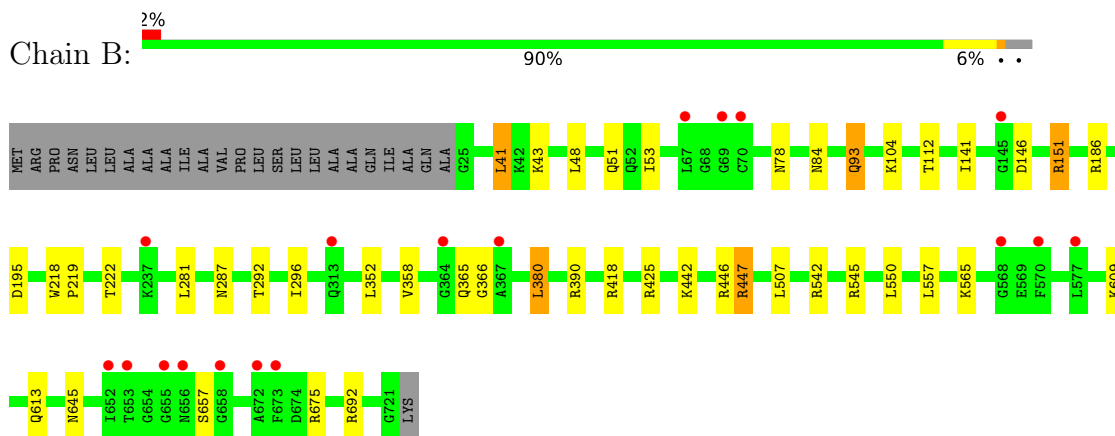 2%
Chain B:
90% 6% • •
MET ARG PRO ASN LEU LEU ALA ALA ALA ILE ALA VAL PRO LEU SER LEU LEU ALA ALA GLN ILE ALA GLN ALA G25 L41 K42 K43 L48 Q51 Q52 I53 L67 G68 G69 C70 N78 N84 Q93 K104 T112 I141 G145 D146 R151 R186
D195 W218 P219 T222 K237 L281 N287 T292 I296 Q313 L352 V358 G364 Q365 G366 A367 L380 R390 R418 R425 K442 R446 R447 L507 R542 R545 L550 L557 K565 G568 E569 F570 L577 K609
Q613 N645 I652 T653 G654 G655 N656 S657 G658 A672 F673 D674 R675 R692 G721 LYS